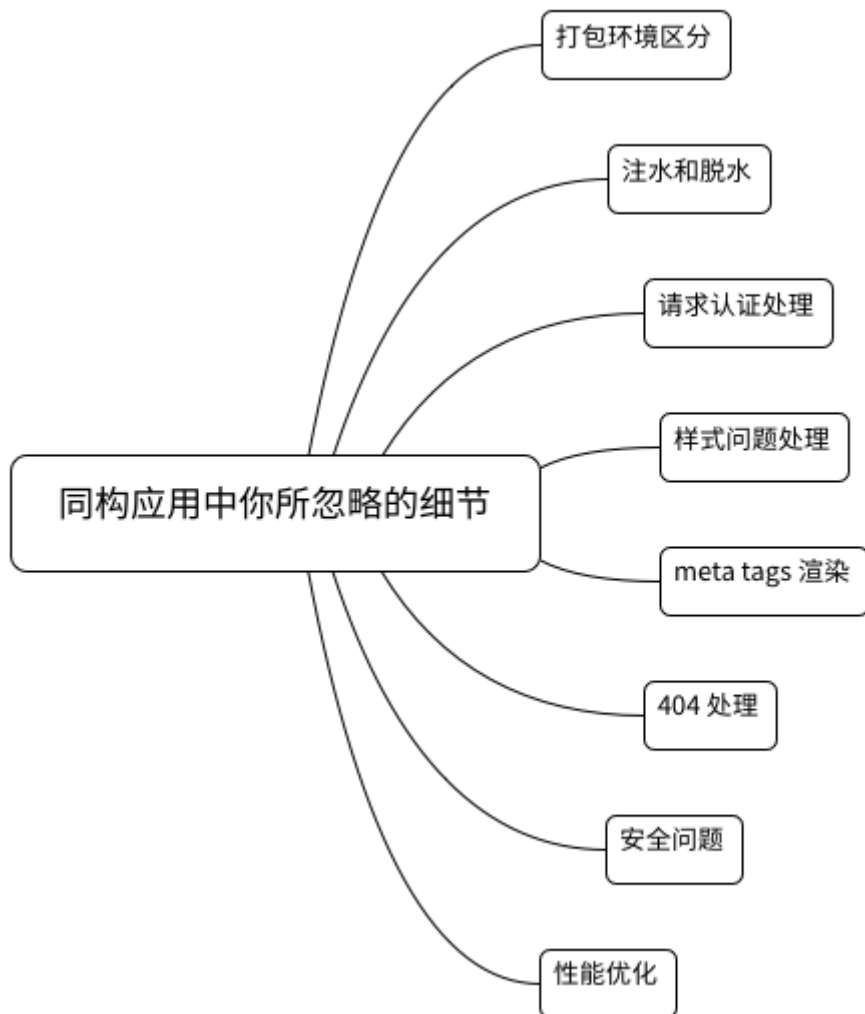 打包环境区分
注水和脱水
请求认证处理
样式问题处理
同构应用中你所忽略的细节
meta tags 渲染
404 处理
安全问题
性能优化